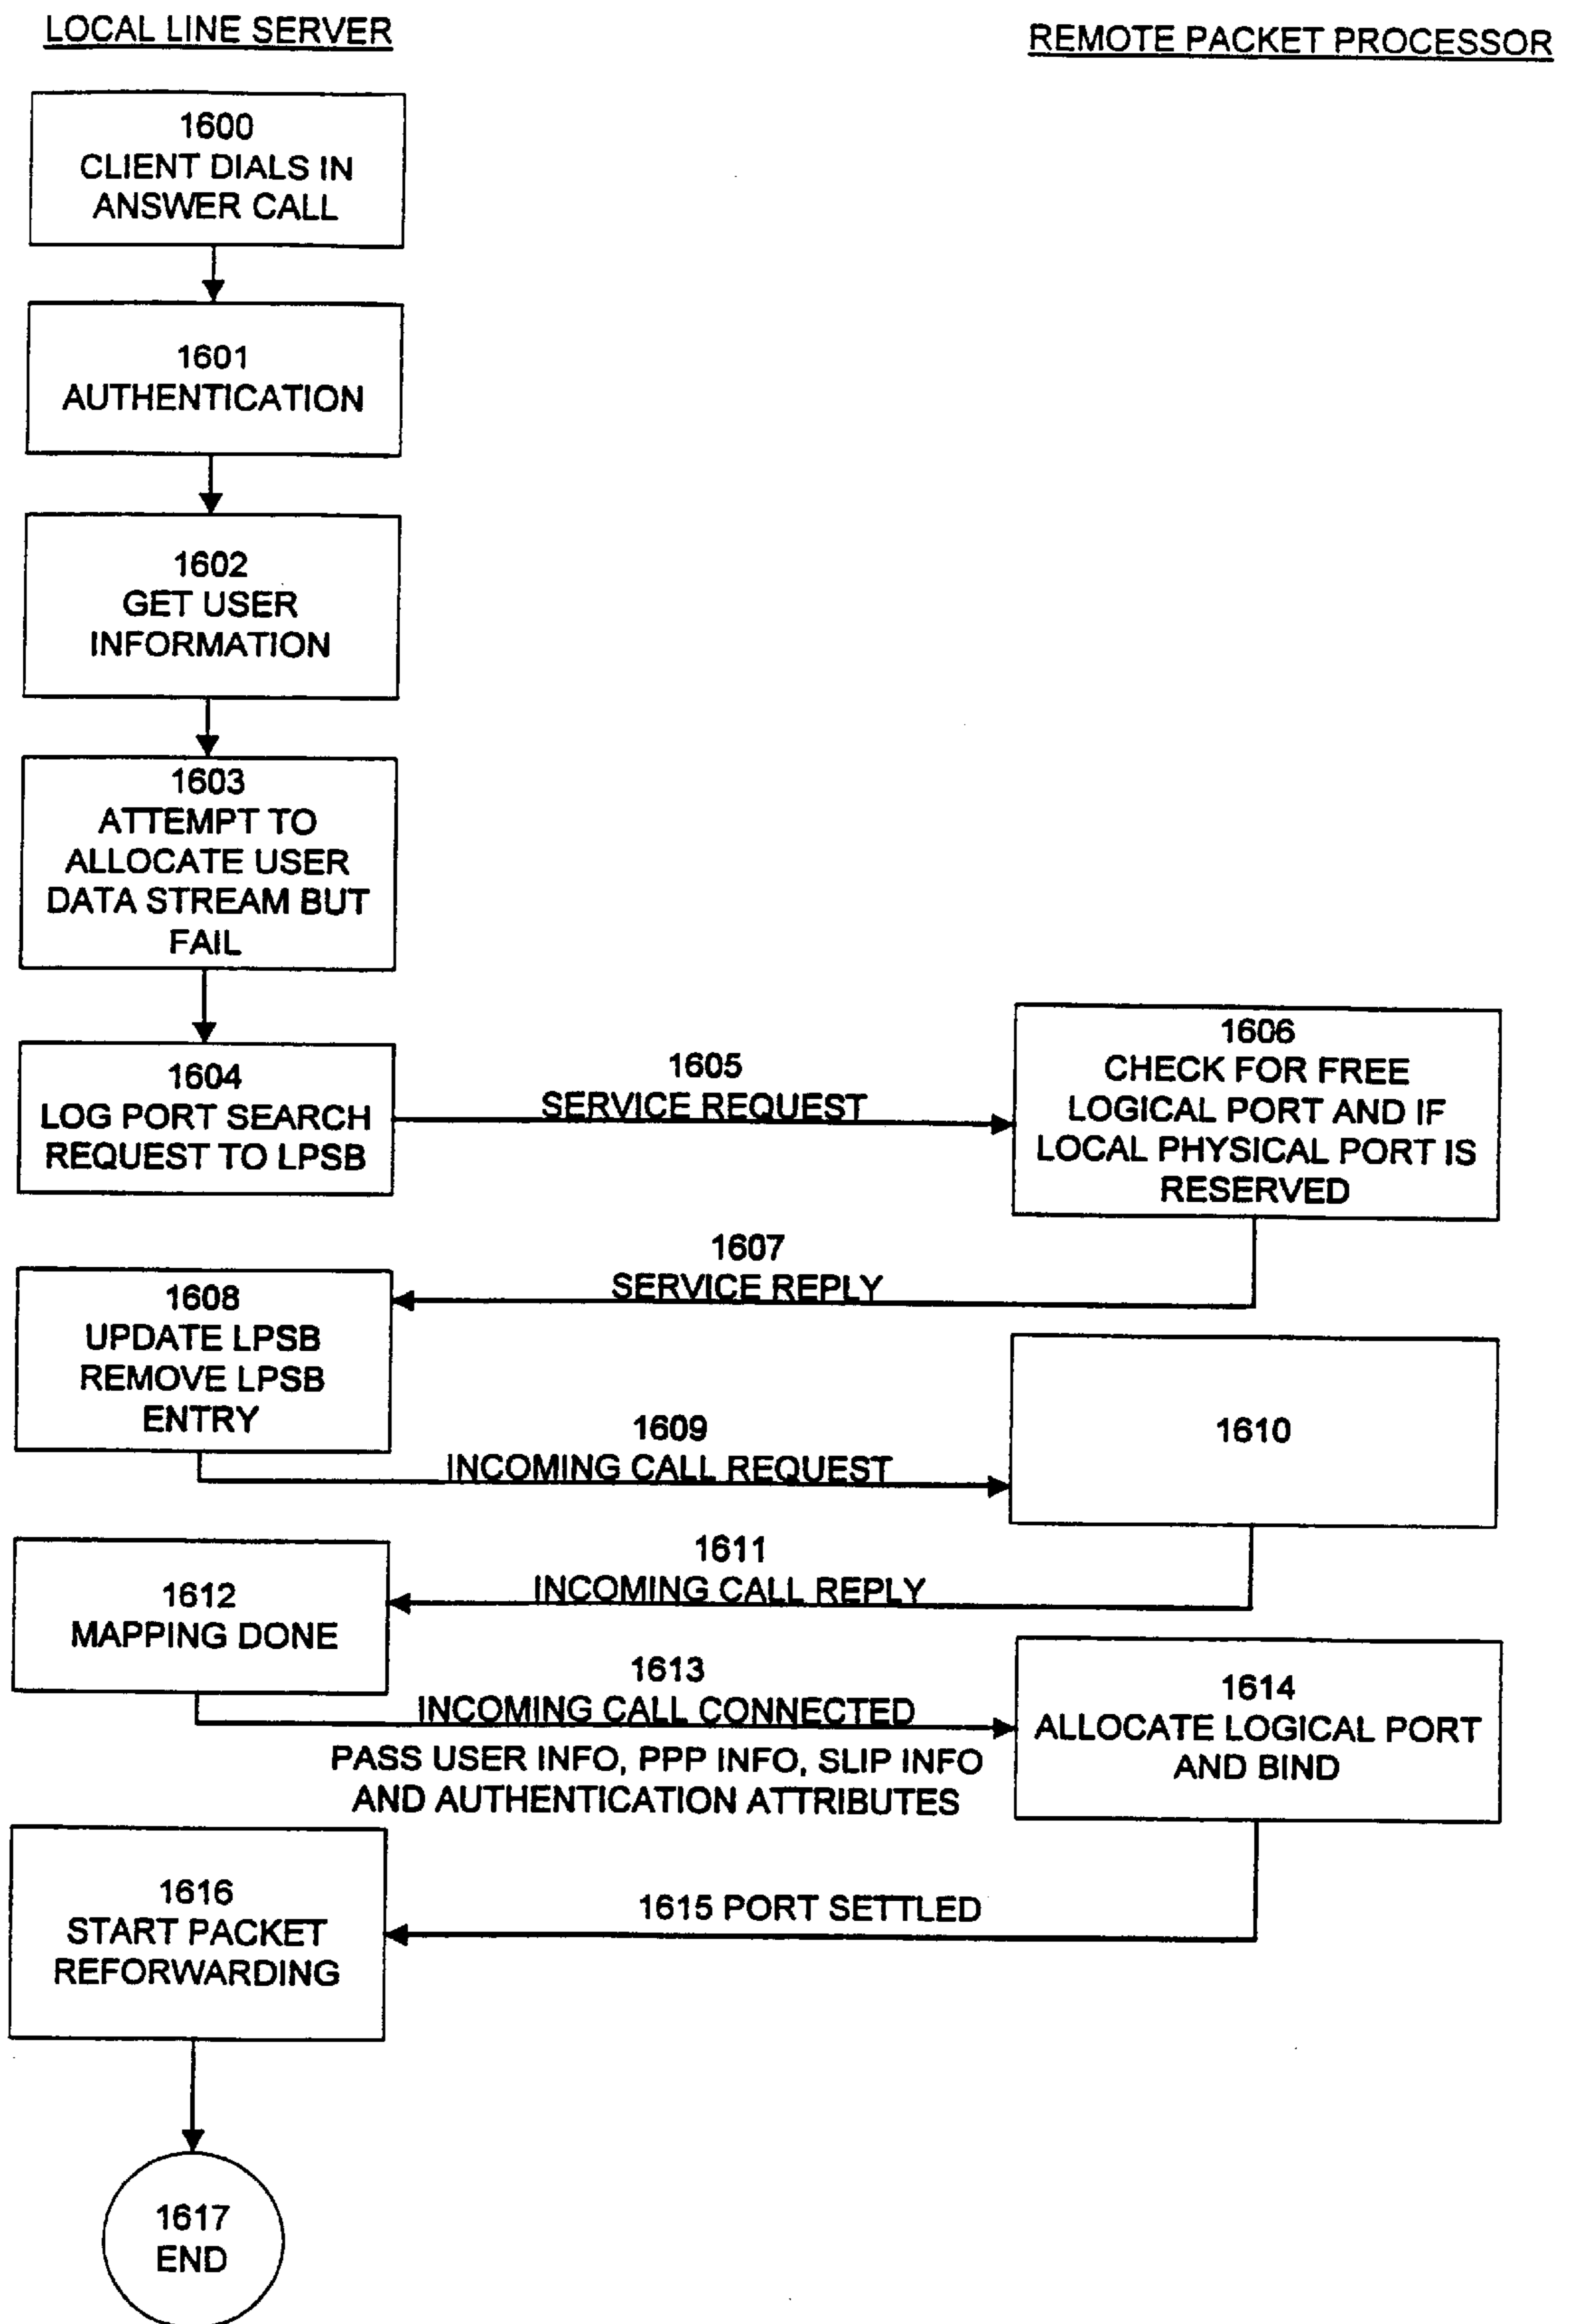 LOCAL LINE SERVER
REMOTE PACKET PROCESSOR
1600
CLIENT DIALS IN
ANSWER CALL
1601
AUTHENTICATION
1602
GET USER
INFORMATION
1603
ATTEMPT TO
ALLOCATE USER
DATA STREAM BUT
FAIL
1604
LOG PORT SEARCH
REQUEST TO LPSB
1605
SERVICE REQUEST
1606
CHECK FOR FREE
LOGICAL PORT AND IF
LOCAL PHYSICAL PORT IS
RESERVED
1607
SERVICE REPLY
1608
UPDATE LPSB
REMOVE LPSB
ENTRY
1609
INCOMING CALL REQUEST
1610
1611
INCOMING CALL REPLY
1612
MAPPING DONE
1613
INCOMING CALL CONNECTED
PASS USER INFO, PPP INFO, SLIP INFO
AND AUTHENTICATION ATTRIBUTES
1614
ALLOCATE LOGICAL PORT
AND BIND
1615 PORT SETTLED
1616
START PACKET
REFORWARDING
1617
END